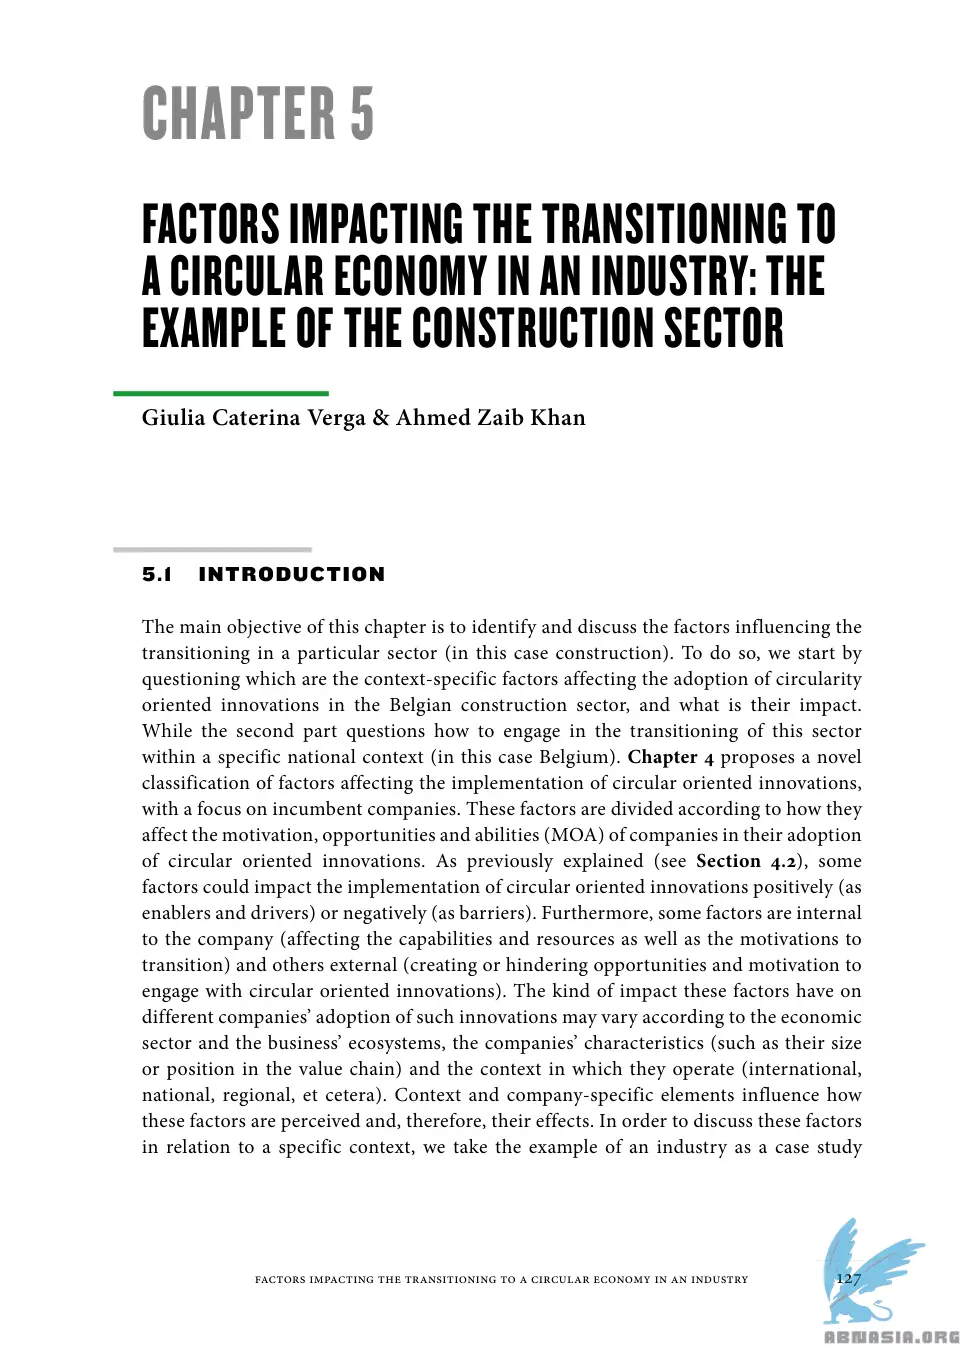 CHAPTER 5
FACTORS IMPACTING THE TRANSITIONING TO
A CIRCULAR ECONOMY IN AN INDUSTRY: THE
EXAMPLE OF THE CONSTRUCTION SECTOR
Giulia Caterina Verga & Ahmed Zaib Khan
5.1 INTRODUCTION
The main objective of this chapter is to identify and discuss the factors influencing the
transitioning in a particular sector (in this case construction). To do so, we start by
questioning which are the context-specific factors affecting the adoption of circularity
oriented innovations in the Belgian construction sector, and what is their impact.
While the second part questions how to engage in the transitioning of this sector
within a specific national context (in this case Belgium). Chapter 4 proposes a novel
classification of factors affecting the implementation of circular oriented innovations,
with a focus on incumbent companies. These factors are divided according to how they
affect the motivation, opportunities and abilities (MOA) of companies in their adoption
of circular oriented innovations. As previously explained (see Section 4.2), some
factors could impact the implementation of circular oriented innovations positively (as
enablers and drivers) or negatively (as barriers). Furthermore, some factors are internal
to the company (affecting the capabilities and resources as well as the motivations to
transition) and others external (creating or hindering opportunities and motivation to
engage with circular oriented innovations). The kind of impact these factors have on
different companies’ adoption of such innovations may vary according to the economic
sector and the business’ ecosystems, the companies’ characteristics (such as their size
or position in the value chain) and the context in which they operate (international,
national, regional, et cetera). Context and company-specific elements influence how
these factors are perceived and, therefore, their effects. In order to discuss these factors
in relation to a specific context, we take the example of an industry as a case study
FACTORS IMPACTING THE TRANSITIONING TO A CIRCULAR ECONOMY IN AN INDUSTRY 127
ABNASIA.ORG